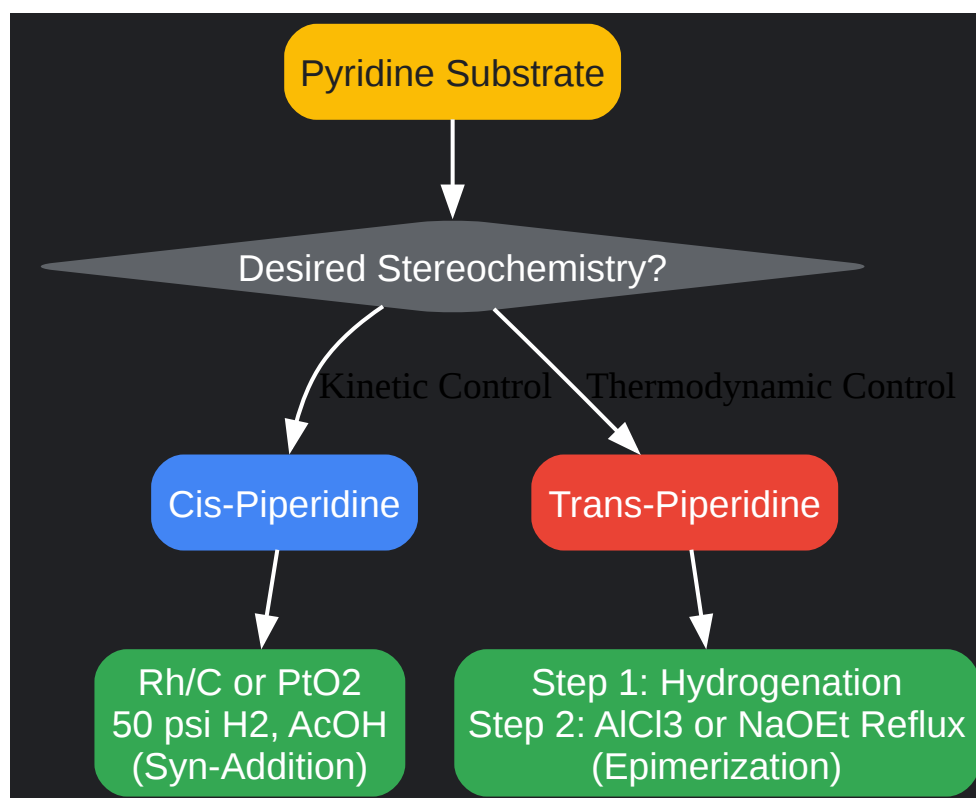 Pyridine Substrate
Desired Stereochemistry?
Kinetic Control
Thermodynamic Control
Cis-Piperidine
Trans-Piperidine
Rh/C or PtO2
50 psi H2, AcOH
(Syn-Addition)
Step 1: Hydrogenation
Step 2: AlCl3 or NaOEt Reflux
(Epimerization)